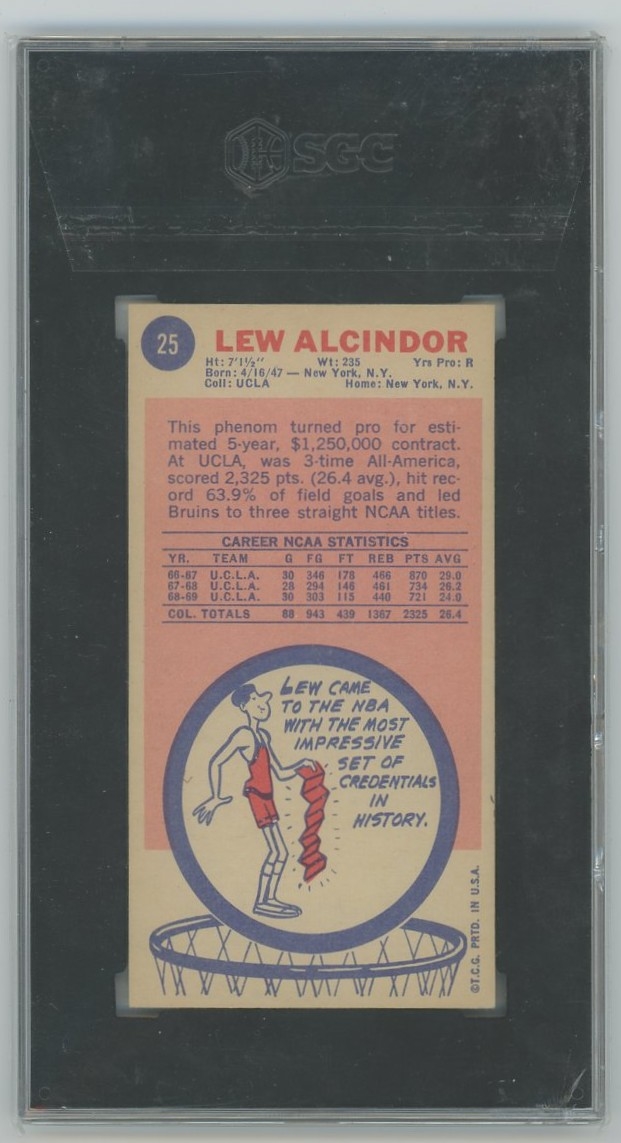 SGC
25 LEW ALCINDOR
Ht: 7'1½" Wt: 235 Yrs Pro: R
Born: 4/16/47 — New York, N.Y.
Coll: UCLA Home: New York, N.Y.
This phenom turned pro for esti-
mated 5-year, $1,250,000 contract.
At UCLA, was 3-time All-America,
scored 2,325 pts. (26.4 avg.), hit rec-
ord 63.9% of field goals and led
Bruins to three straight NCAA titles.
CAREER NCAA STATISTICS
YR. TEAM G FG FT REB PTS AVG
66-67 U.C.L.A. 30 346 178 466 870 29.0
67-68 U.C.L.A. 28 294 146 461 734 26.2
68-69 U.C.L.A. 30 303 115 440 721 24.0
COL. TOTALS 88 943 439 1367 2325 26.4
LEW CAME
TO THE NBA
WITH THE MOST
IMPRESSIVE
SET OF
CREDENTIALS
IN
HISTORY.
©T.C.G. PRTD. IN U.S.A.